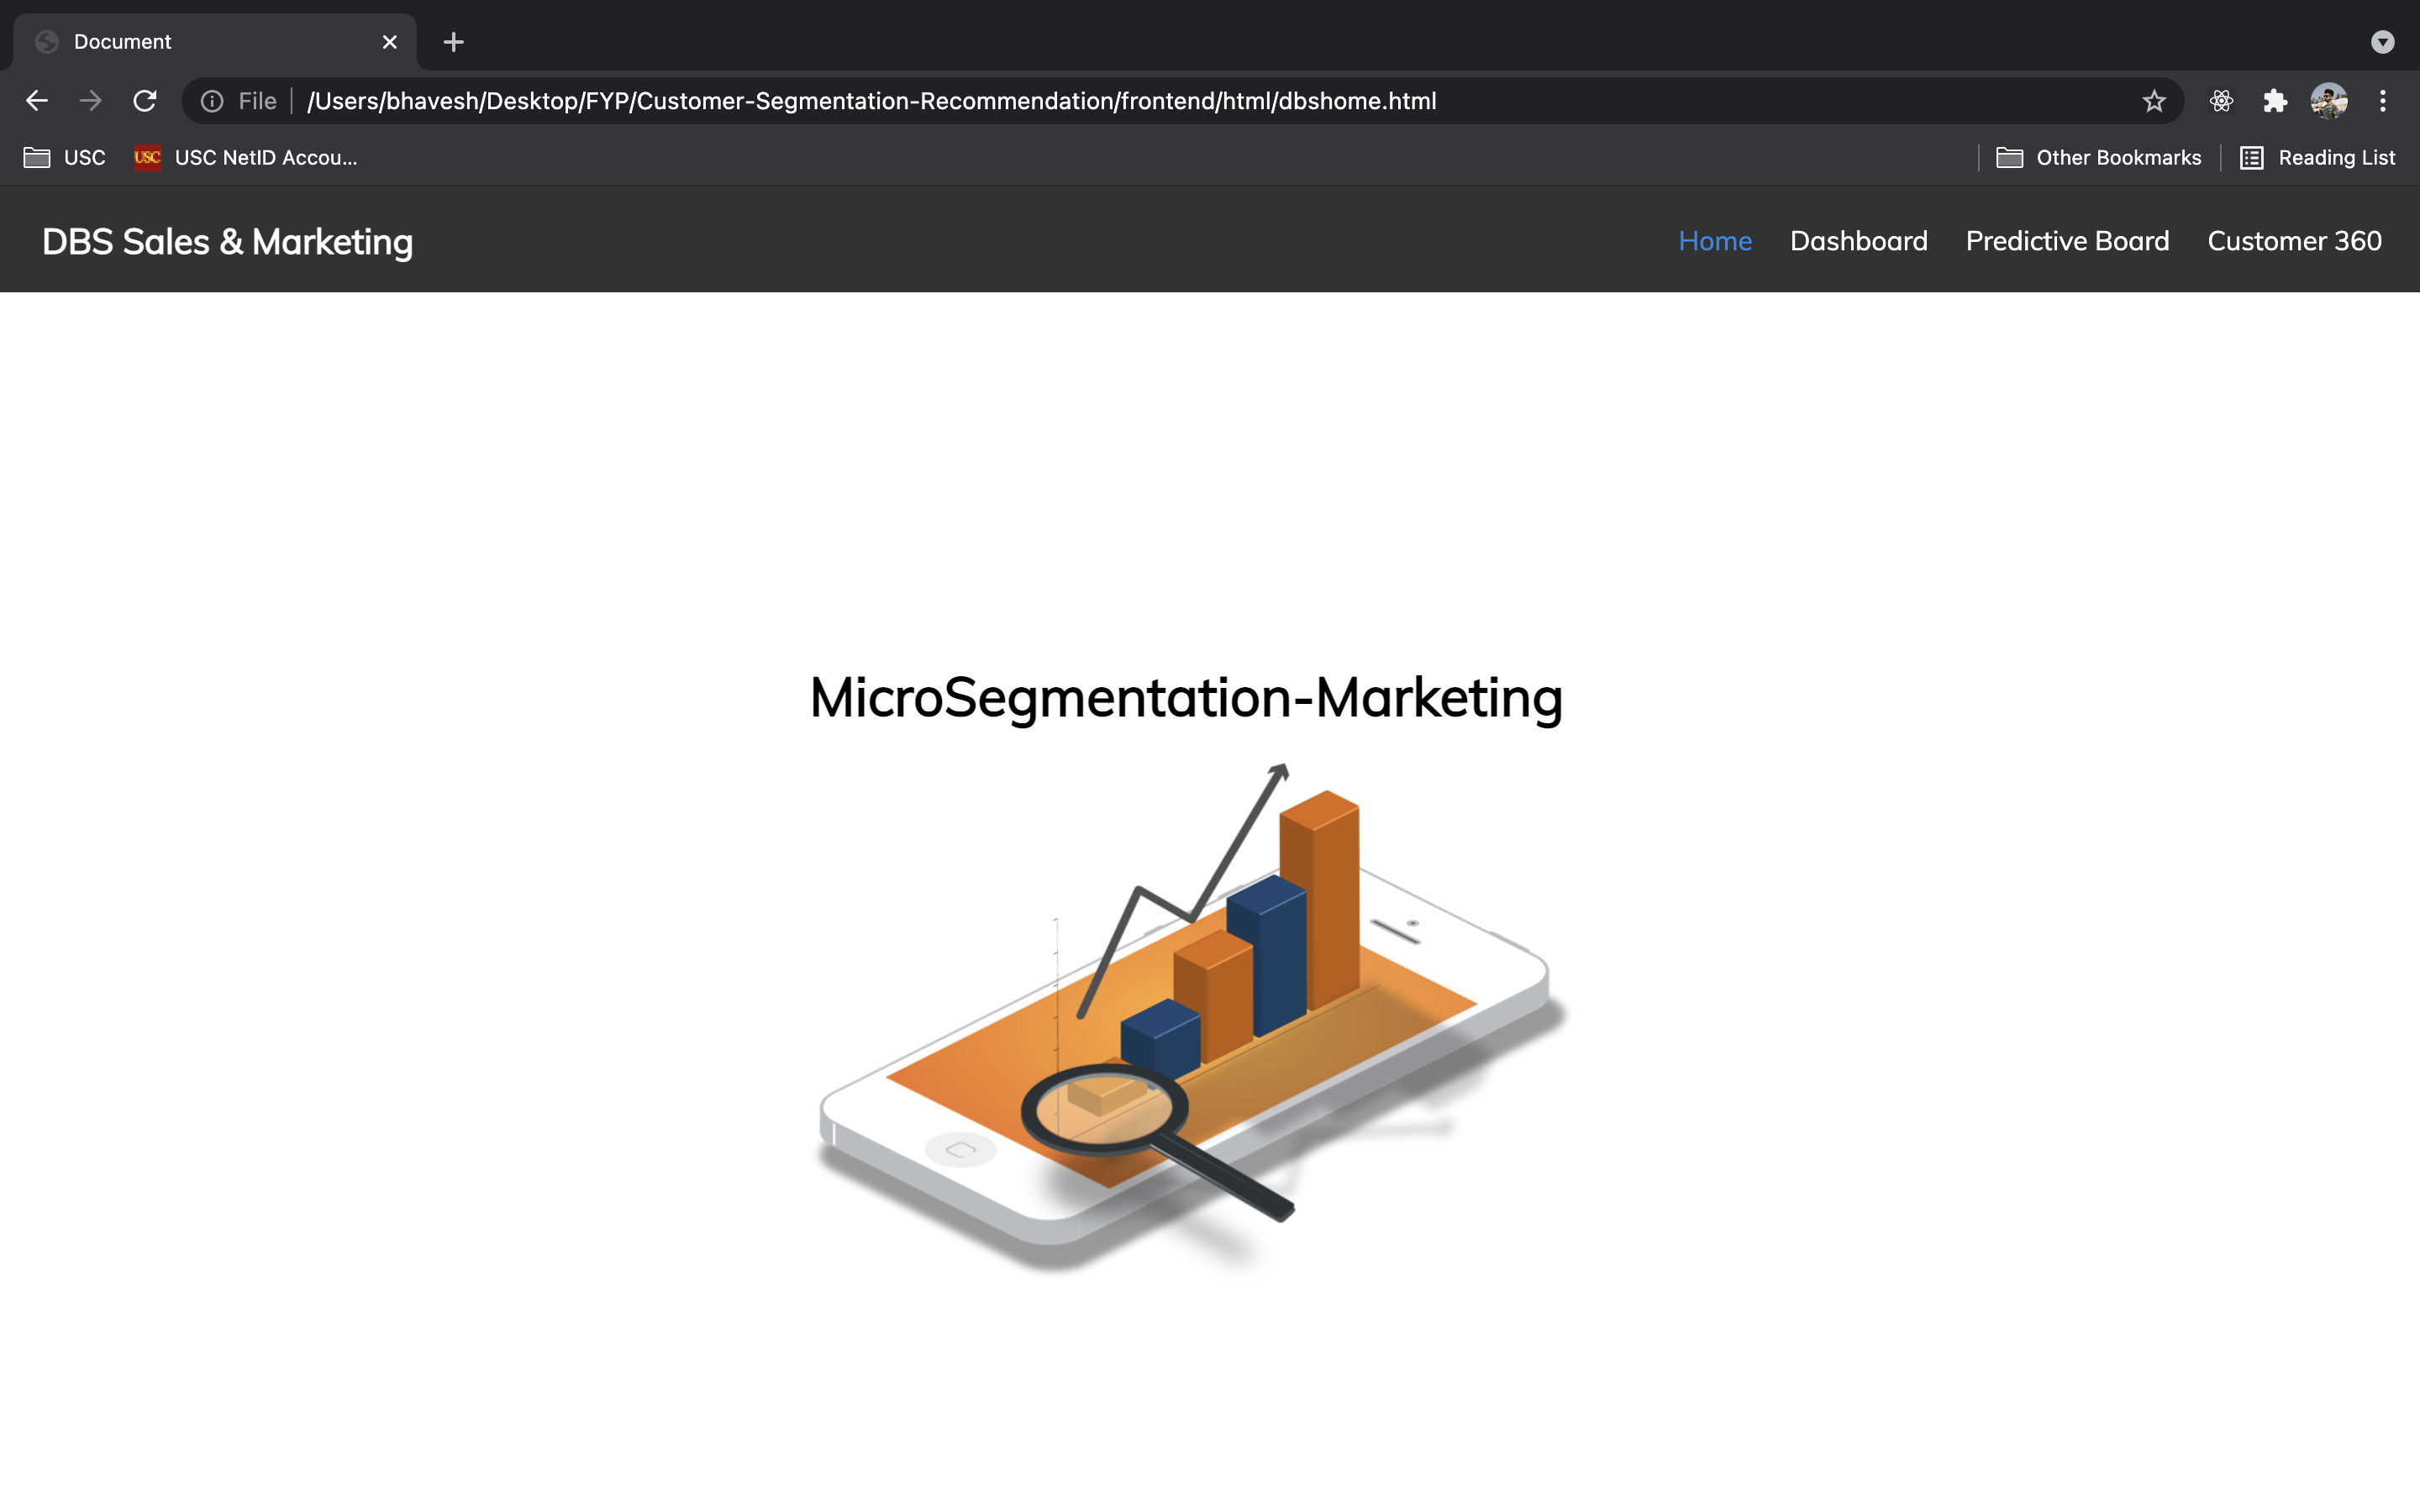 Document
File /Users/bhavesh/Desktop/FYP/Customer-Segmentation-Recommendation/frontend/html/dbshome.html
USC USC NetID Accou... Other Bookmarks Reading List
DBS Sales & Marketing Home Dashboard Predictive Board Customer 360
MicroSegmentation-Marketing